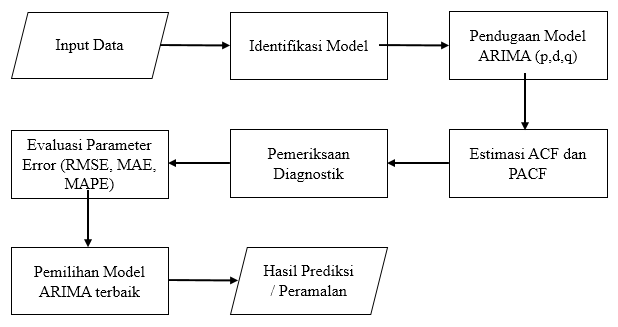 Input Data
Identifikasi Model
Pendugaan Model
ARIMA (p,d,q)
Estimasi ACF dan
PACF
Pemeriksaan
Diagnostik
Evaluasi Parameter
Error (RMSE, MAE,
MAPE)
Pemilihan Model
ARIMA terbaik
Hasil Prediksi
/ Peramalan